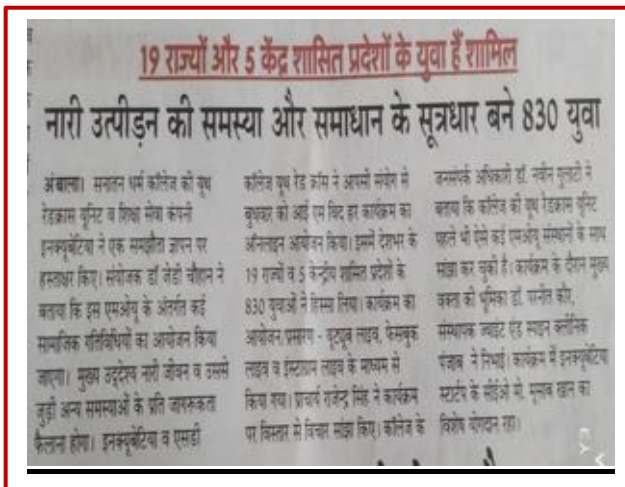 19 राज्यों और 5 केंद्र शासित प्रदेशों के युवा हैं शामिल
नारी उत्पीड़न की समस्या और समाधान के सूत्रधार बने 830 युवा
अंबाला। सनातन धर्म कॉलेज की यूथ
रेडक्रास यूनिट व शिक्षा सेवा कंपनी
इनक्यूबेटिया ने एक समझौता ज्ञापन पर
हस्ताक्षर किए। संयोजक डॉ जेडी चौहान ने
बताया कि इस एमओयू के अंतर्गत कई
सामाजिक गतिविधियों का आयोजन किया
जाएगा। मुख्य उद्देश्य नारी जीवन व उससे
जुड़ी अन्य समस्याओं के प्रति जागरूकता
फैलाना होगा। इनक्यूबेटिया व एसडी
कॉलेज यूथ रेड क्रॉस ने आपसी संयोग से
बुधवार को आई एम विद हर कार्यक्रम का
ऑनलाइन आयोजन किया। इसमें देशभर के
19 राज्यों व 5 केन्द्रीय शासित प्रदेशों के
830 युवाओं ने हिस्सा लिया। कार्यक्रम का
आयोजन/प्रसारण - यूट्यूब लाइव, फेसबुक
लाइव व इंस्टाग्राम लाइव के माध्यम से
किया गया। प्राचार्य राजेन्द्र सिंह ने कार्यक्रम
पर विस्तार में विचार सांझा किए। कॉलेज के
जनसंपर्क अधिकारी डॉ. नवीन गुलाटी ने
बताया कि कॉलेज की यूथ रेडक्रास यूनिट
पहले भी ऐसे कई एमओयू संस्थानों के साथ
सांझा कर चुकी है। कार्यक्रम के दौरान मुख्य
वक्ता की भूमिका डॉ. परनीत कौर,
संस्थापक ज्वाइंट एंड साइन क्लीनिक
पंजाब ने निभाई। कार्यक्रम में इनक्यूबेटिया
स्टार्टप के सीईओ मो. मुसाब खान का
विशेष योगदान रहा।